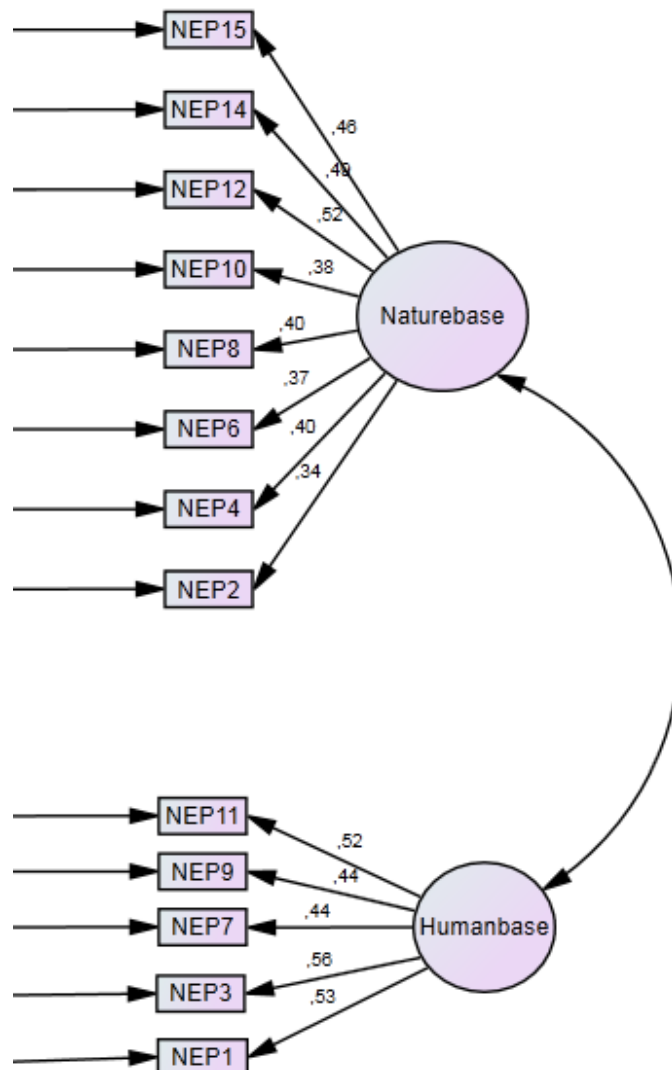 NEP15
,46
NEP14
,49
NEP12
,52
NEP10
,38
Naturebase
NEP8
,40
NEP6
,37
NEP4
,40
,34
NEP2
NEP11
,52
NEP9
,44
NEP7
,44
Humanbase
NEP3
,56
NEP1
,53